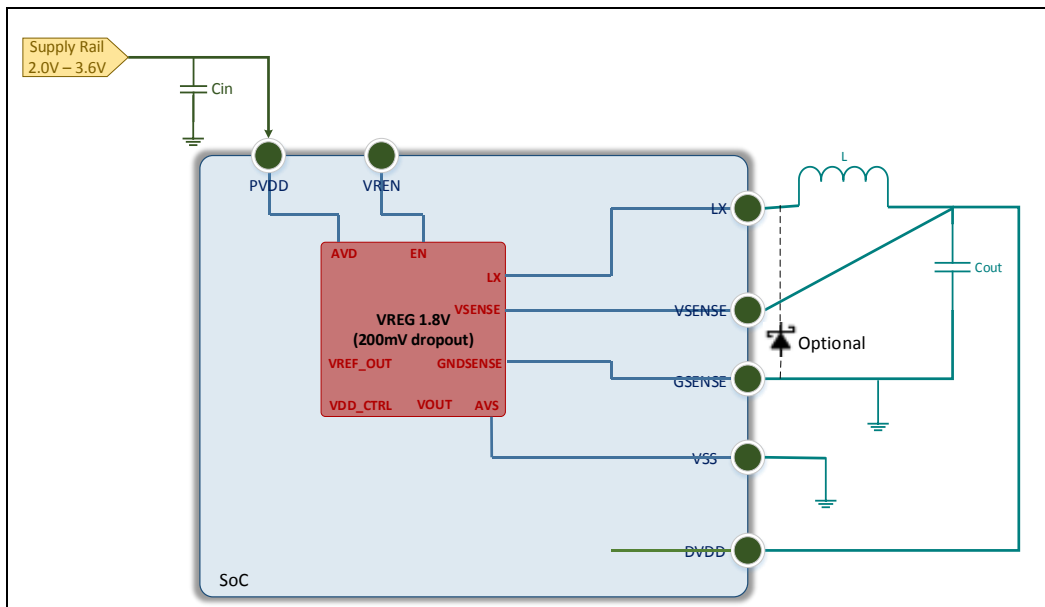 Supply Rail
2.0V – 3.6V
Cin
PVDD
VREN
L
LX
AVD
EN
LX
VSENSE
VREG 1.8V
(200mV dropout)
VREF_OUT
GNDSENSE
VDD_CTRL
VOUT
AVS
VSENSE
Cout
Optional
GSENSE
VSS
DVDD
SoC